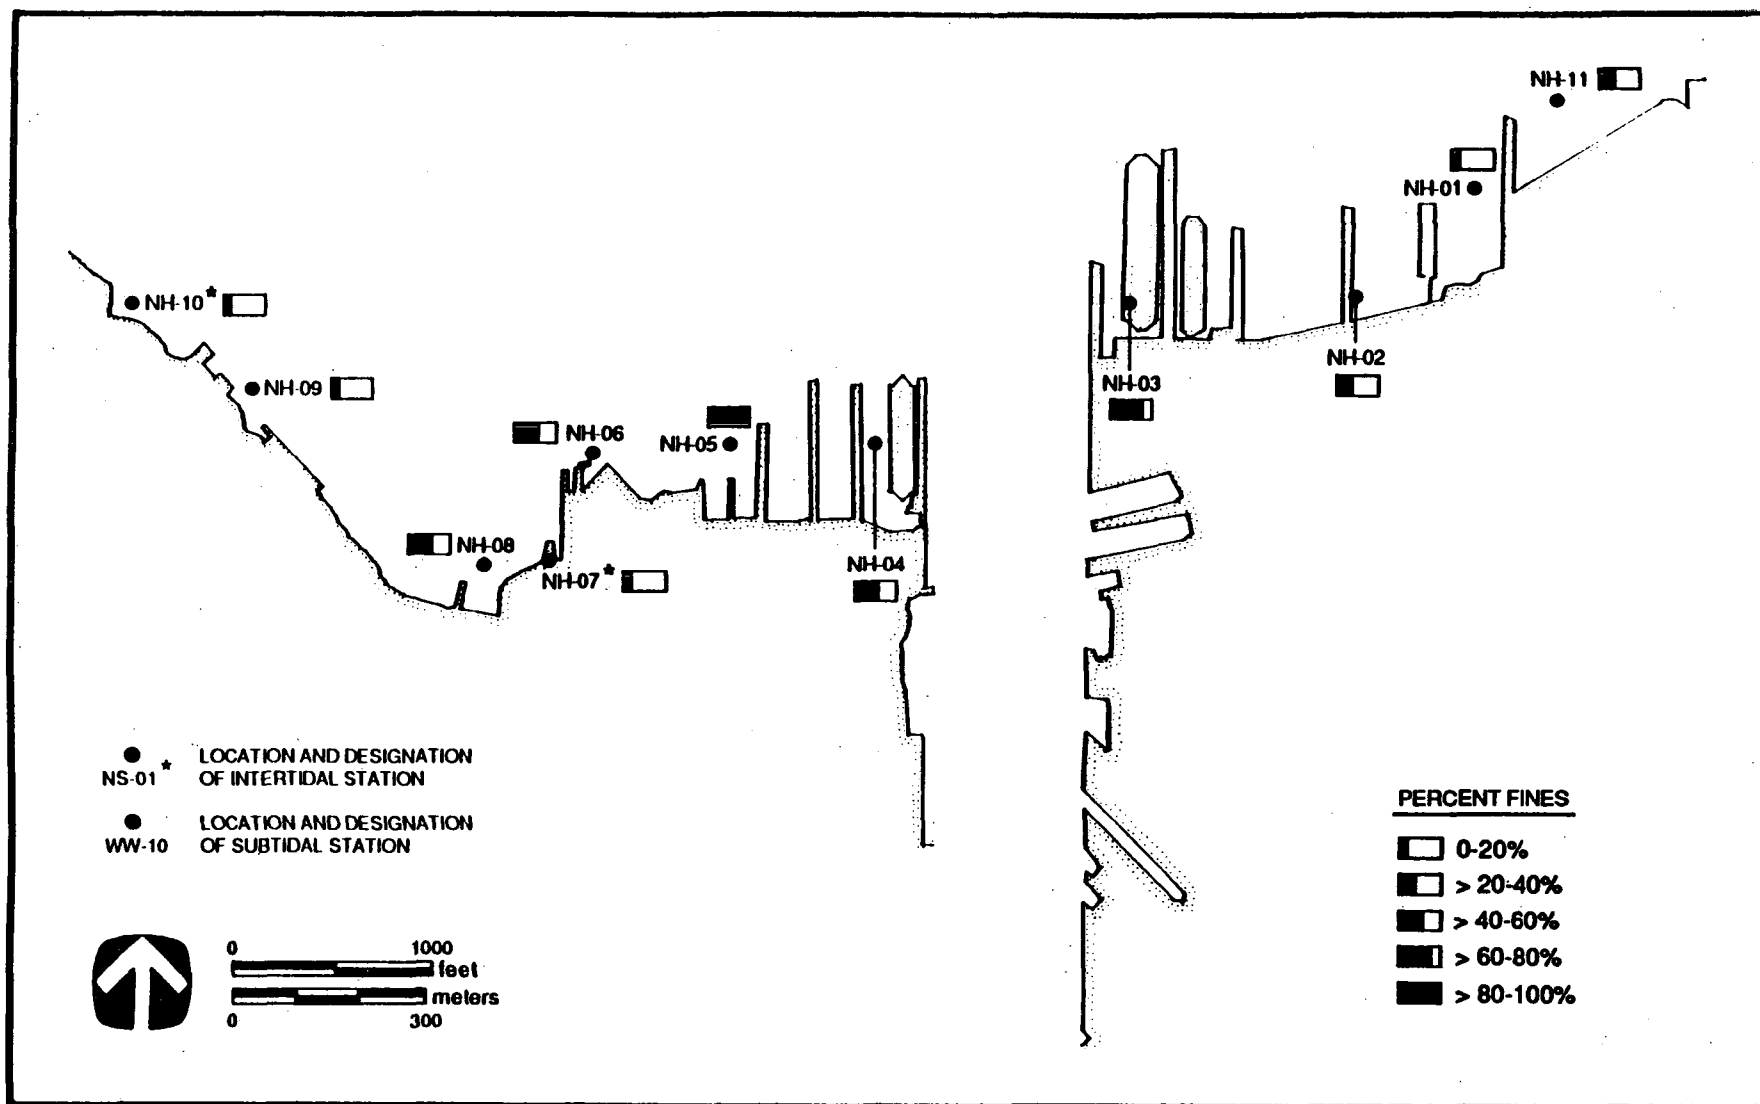 NH-11
NH-01
NH-10*
NH-09
NH-02
NH-03
NH-06
NH-05
NH-08
NH-07*
NH-04
LOCATION AND DESIGNATION
NS-01* OF INTERTIDAL STATION
LOCATION AND DESIGNATION
WW-10 OF SUBTIDAL STATION
PERCENT FINES
0-20%
> 20-40%
> 40-60%
> 60-80%
> 80-100%
0 1000
feet
meters
0 300